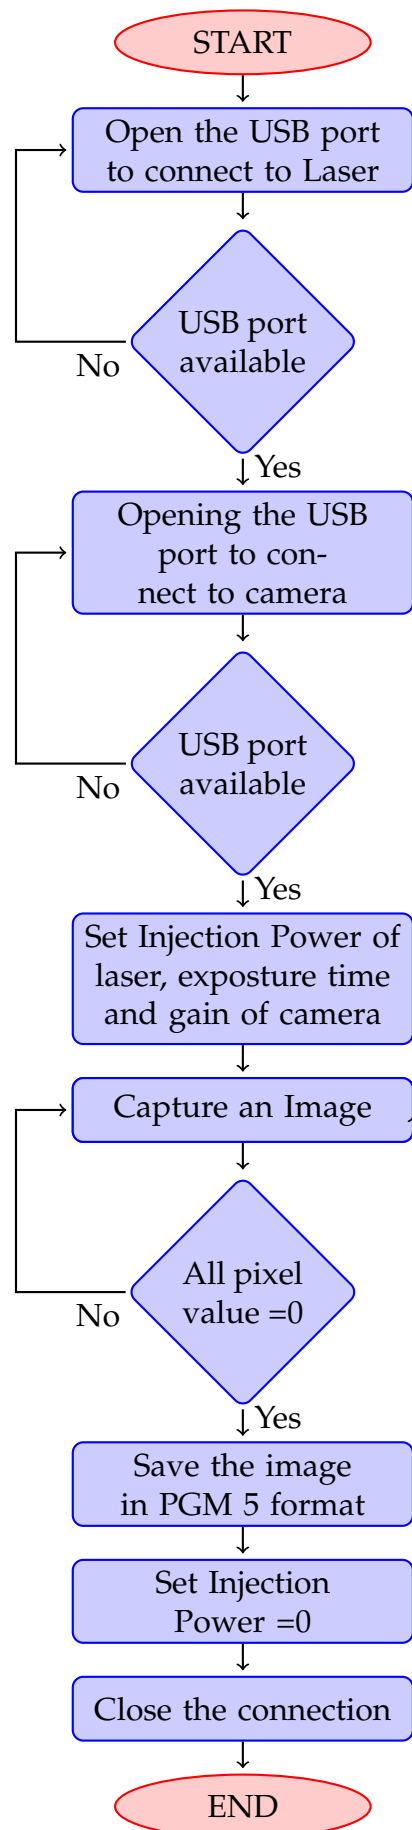 START
Open the USB port
to connect to Laser
USB port
available
No
Yes
Opening the USB
port to con-
nect to camera
USB port
available
No
Yes
Set Injection Power of
laser, exposture time
and gain of camera
Capture an Image
All pixel
value =0
No
Yes
Save the image
in PGM 5 format
Set Injection
Power =0
Close the connection
END